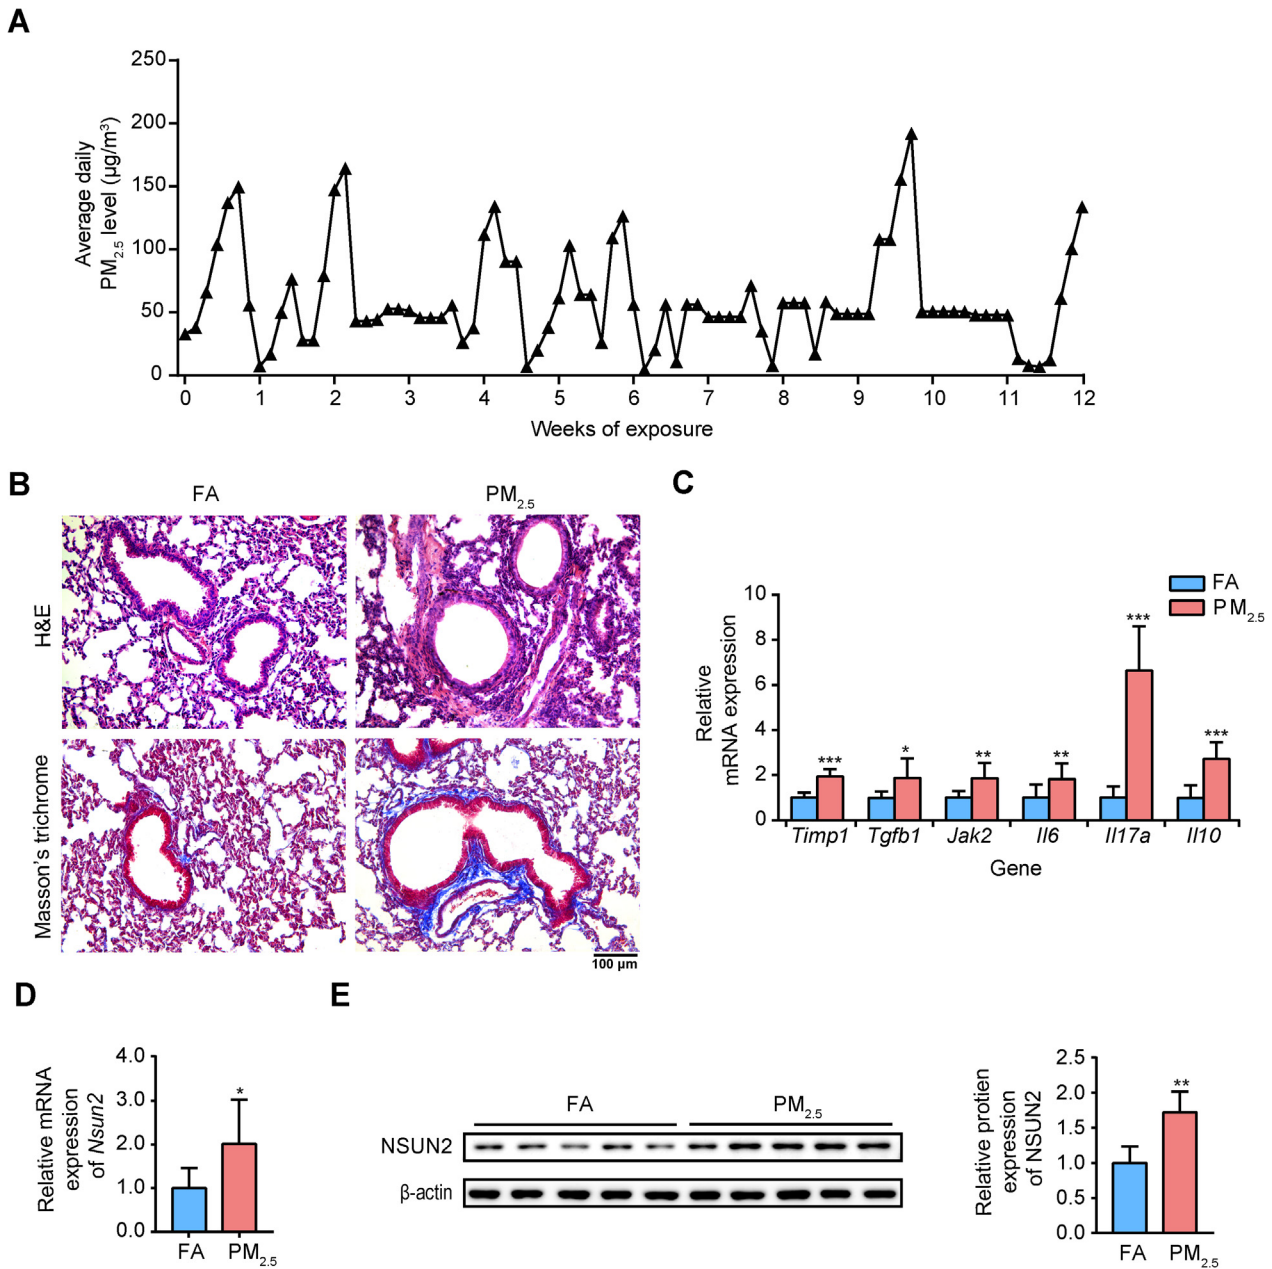 A
Average daily
PM2.5 level (μg/m³)
250
200
150
100
50
0
0 1 2 3 4 5 6 7 8 9 10 11 12
Weeks of exposure
B
FA
PM2.5
H&E
Masson's trichrome
100 μm
C
FA
PM2.5
Relative
mRNA expression
10
8
6
4
2
0
*** * ** ** *** ***
Timp1 Tgfb1 Jak2 Il6 Il17a Il10
Gene
D
Relative mRNA
expression
of Nsun2
4.0
3.0
2.0
1.0
0.0
*
FA PM2.5
E
FA PM2.5
NSUN2
β-actin
Relative protien
expression
of NSUN2
2.5
2.0
1.5
1.0
0.5
0.0
**
FA PM2.5